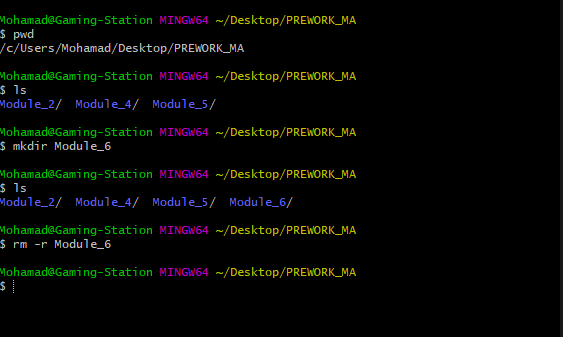 Mohamad@Gaming-Station MINGW64 ~/Desktop/PREWORK_MA
$ pwd
/c/Users/Mohamad/Desktop/PREWORK_MA
Mohamad@Gaming-Station MINGW64 ~/Desktop/PREWORK_MA
$ ls
Module_2/  Module_4/  Module_5/
Mohamad@Gaming-Station MINGW64 ~/Desktop/PREWORK_MA
$ mkdir Module_6
Mohamad@Gaming-Station MINGW64 ~/Desktop/PREWORK_MA
$ ls
Module_2/  Module_4/  Module_5/  Module_6/
Mohamad@Gaming-Station MINGW64 ~/Desktop/PREWORK_MA
$ rm -r Module_6
Mohamad@Gaming-Station MINGW64 ~/Desktop/PREWORK_MA
$